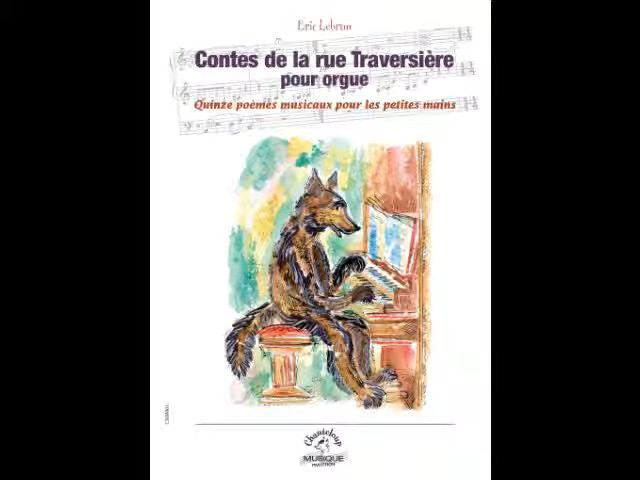 Eric Lebrun
Contes de la rue Traversière
pour orgue
Quinze poèmes musicaux pour les petites mains
Chanteloup
MUSIQUE